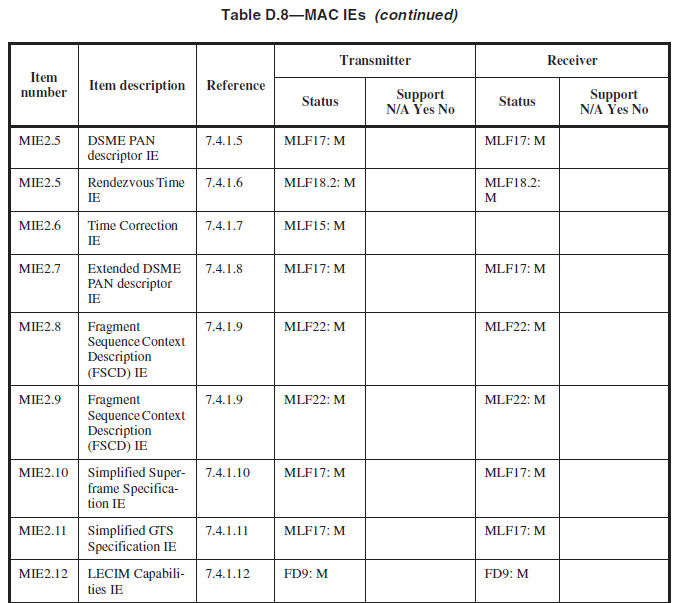 Table D.8—MAC IEs (continued)
Item number | Item description | Reference | Transmitter | Receiver
Status | Support N/A Yes No | Status | Support N/A Yes No
MIE2.5 | DSME PAN descriptor IE | 7.4.1.5 | MLF17: M | | MLF17: M |
MIE2.5 | Rendezvous Time IE | 7.4.1.6 | MLF18.2: M | | MLF18.2: M |
MIE2.6 | Time Correction IE | 7.4.1.7 | MLF15: M | | |
MIE2.7 | Extended DSME PAN descriptor IE | 7.4.1.8 | MLF17: M | | MLF17: M |
MIE2.8 | Fragment Sequence Context Description (FSCD) IE | 7.4.1.9 | MLF22: M | | MLF22: M |
MIE2.9 | Fragment Sequence Context Description (FSCD) IE | 7.4.1.9 | MLF22: M | | MLF22: M |
MIE2.10 | Simplified Super-frame Specifica-tion IE | 7.4.1.10 | MLF17: M | | MLF17: M |
MIE2.11 | Simplified GTS Specification IE | 7.4.1.11 | MLF17: M | | MLF17: M |
MIE2.12 | LECIM Capabili-ties IE | 7.4.1.12 | FD9: M | | FD9: M |